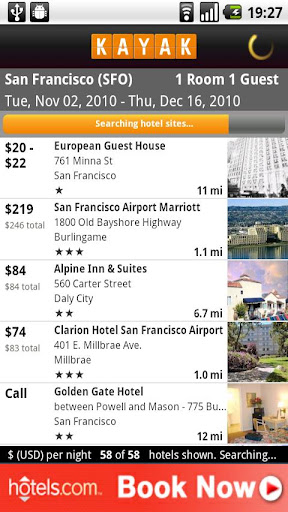 19:27
KAYAK
San Francisco (SFO) 1 Room 1 Guest
Tue, Nov 02, 2010 - Thu, Dec 16, 2010
Searching hotel sites...
$20 - $22
European Guest House
761 Minna St
San Francisco
★ 11 mi
$219
$246 total
San Francisco Airport Marriott
1800 Old Bayshore Highway
Burlingame
★★★ 1.1 mi
$84
$84 total
Alpine Inn & Suites
560 Carter Street
Daly City
★★ 6.7 mi
$74
$83 total
Clarion Hotel San Francisco Airport
401 E. Millbrae Ave.
Millbrae
★★★ 1.0 mi
Call
Golden Gate Hotel
between Powell and Mason - 775 Bu...
San Francisco
★★ 12 mi
$ (USD) per night 58 of 58 hotels shown. Searching...
hotels.com Book Now